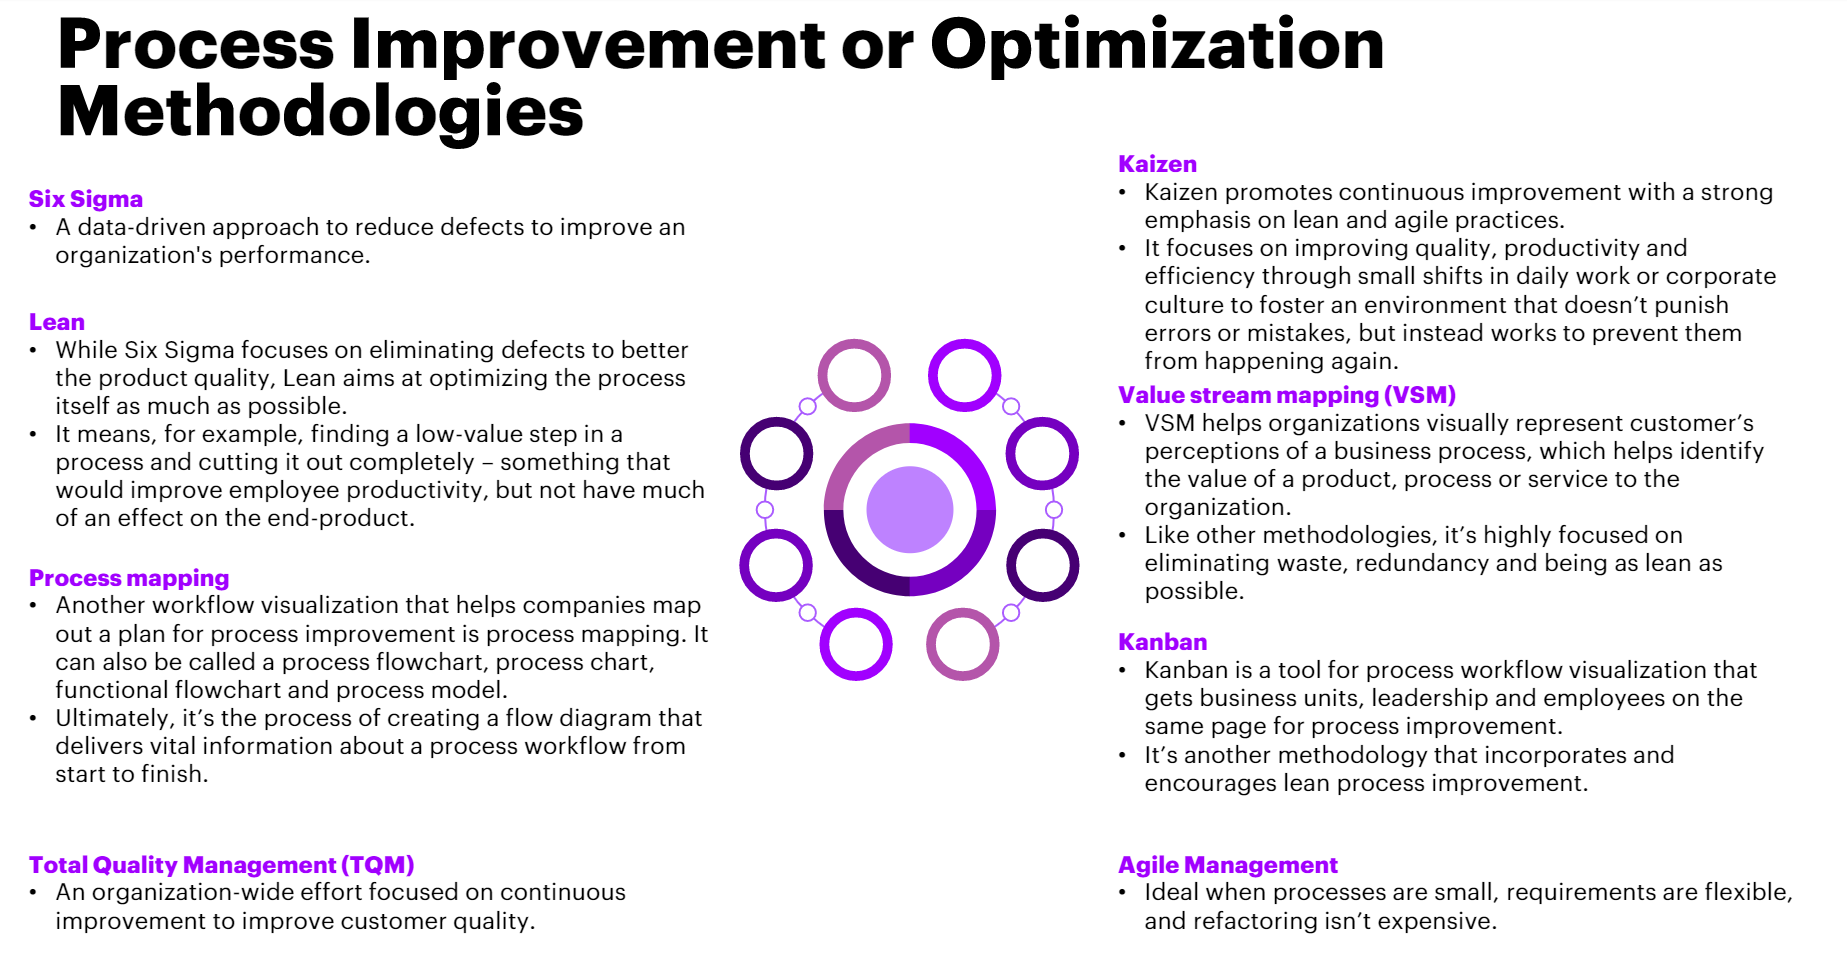 Process Improvement or Optimization
Methodologies
Six Sigma
• A data-driven approach to reduce defects to improve an
organization's performance.
Lean
• While Six Sigma focuses on eliminating defects to better
the product quality, Lean aims at optimizing the process
itself as much as possible.
• It means, for example, finding a low-value step in a
process and cutting it out completely – something that
would improve employee productivity, but not have much
of an effect on the end-product.
Process mapping
• Another workflow visualization that helps companies map
out a plan for process improvement is process mapping. It
can also be called a process flowchart, process chart,
functional flowchart and process model.
• Ultimately, it’s the process of creating a flow diagram that
delivers vital information about a process workflow from
start to finish.
Total Quality Management (TQM)
• An organization-wide effort focused on continuous
improvement to improve customer quality.
Kaizen
• Kaizen promotes continuous improvement with a strong
emphasis on lean and agile practices.
• It focuses on improving quality, productivity and
efficiency through small shifts in daily work or corporate
culture to foster an environment that doesn’t punish
errors or mistakes, but instead works to prevent them
from happening again.
Value stream mapping (VSM)
• VSM helps organizations visually represent customer’s
perceptions of a business process, which helps identify
the value of a product, process or service to the
organization.
• Like other methodologies, it’s highly focused on
eliminating waste, redundancy and being as lean as
possible.
Kanban
• Kanban is a tool for process workflow visualization that
gets business units, leadership and employees on the
same page for process improvement.
• It’s another methodology that incorporates and
encourages lean process improvement.
Agile Management
• Ideal when processes are small, requirements are flexible,
and refactoring isn’t expensive.